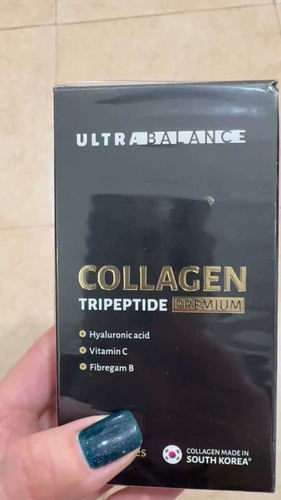 ULTRABALANCE
COLLAGEN
TRIPEPTIDE PREMIUM
Hyaluronic acid
Vitamin C
Fibregam B
COLLAGEN MADE IN
SOUTH KOREA®